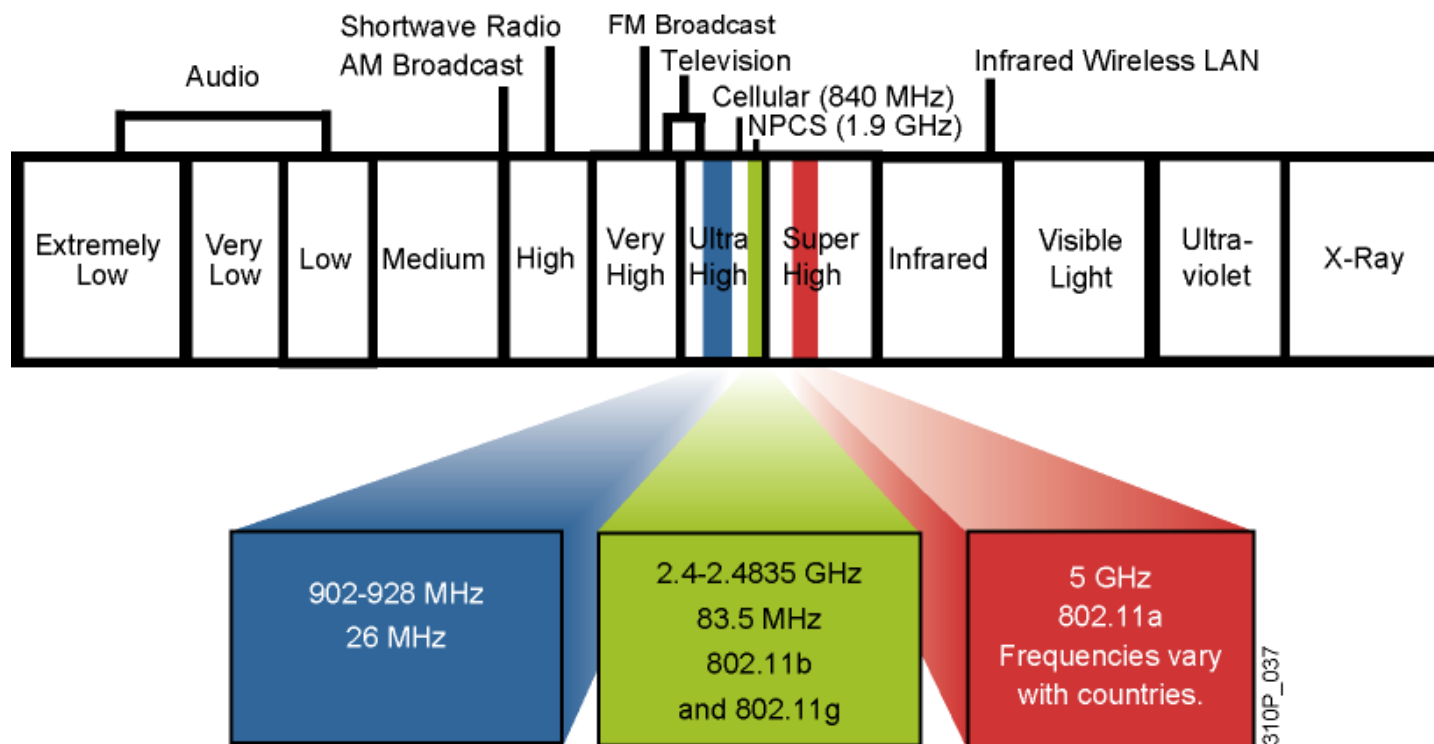 Shortwave Radio
FM Broadcast
AM Broadcast
Television
Infrared Wireless LAN
Audio
Cellular (840 MHz)
NPCS (1.9 GHz)
Extremely
Low
Very
Low
Low
Medium
High
Very
High
Ultra
High
Super
High
Infrared
Visible
Light
Ultra-
violet
X-Ray
902-928 MHz
26 MHz
2.4-2.4835 GHz
83.5 MHz
802.11b
and 802.11g
5 GHz
802.11a
Frequencies vary
with countries.
310P_037